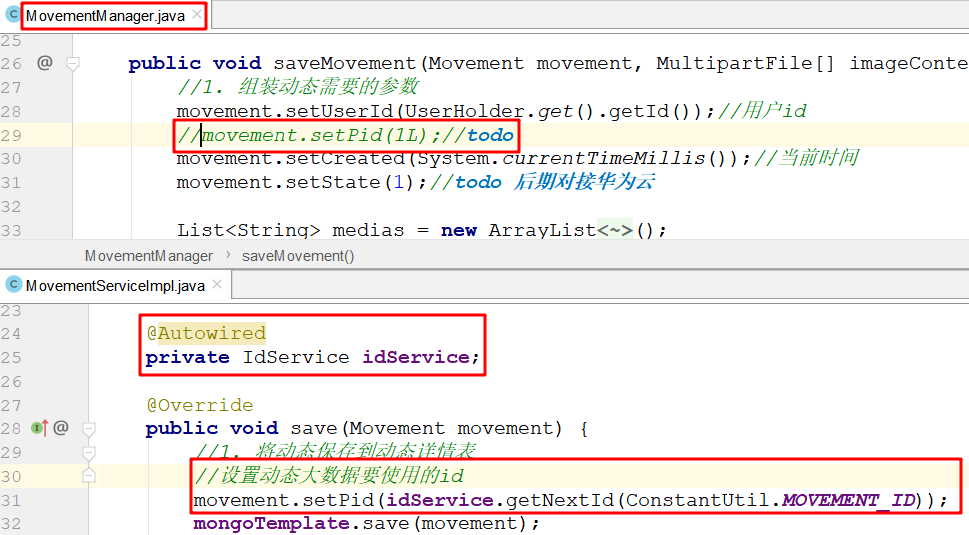 MovementManager.java
25
26 @ public void saveMovement(Movement movement, MultipartFile[] imageConte
27 //1. 组装动态需要的参数
28 movement.setUserId(UserHolder.get().getId());//用户id
29 //movement.setPid(1L);//todo
30 movement.setCreated(System.currentTimeMillis());//当前时间
31 movement.setState(1);//todo 后期对接华为云
32
33 List<String> medias = new ArrayList<~>();
MovementManager › saveMovement()
MovementServiceImpl.java
23
24 @Autowired
25 private IdService idService;
26
27 @Override
28 @ public void save(Movement movement) {
29 //1. 将动态保存到动态详情表
30 //设置动态大数据要使用的id
31 movement.setPid(idService.getNextId(ConstantUtil.MOVEMENT_ID));
32 mongoTemplate.save(movement);